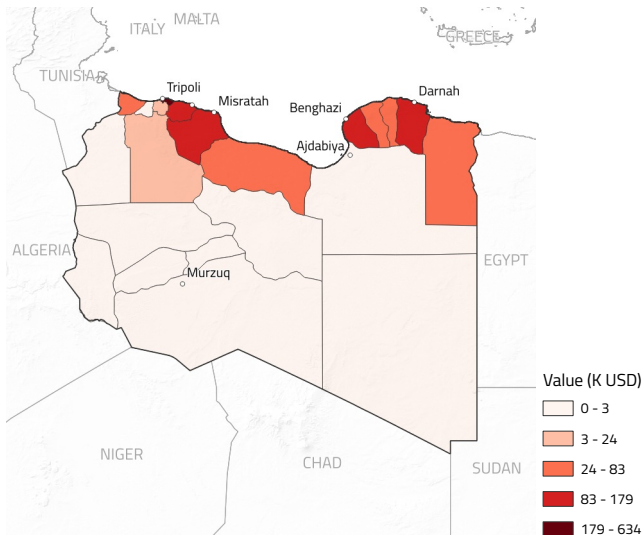 MALTA
ITALY
GREECE
TUNISIA
Tripoli
Darnah
Misratah
Benghazi
Ajdabiya
ALGERIA
EGYPT
Murzuq
Value (K USD)
0 - 3
3 - 24
24 - 83
83 - 179
179 - 634
NIGER
CHAD
SUDAN